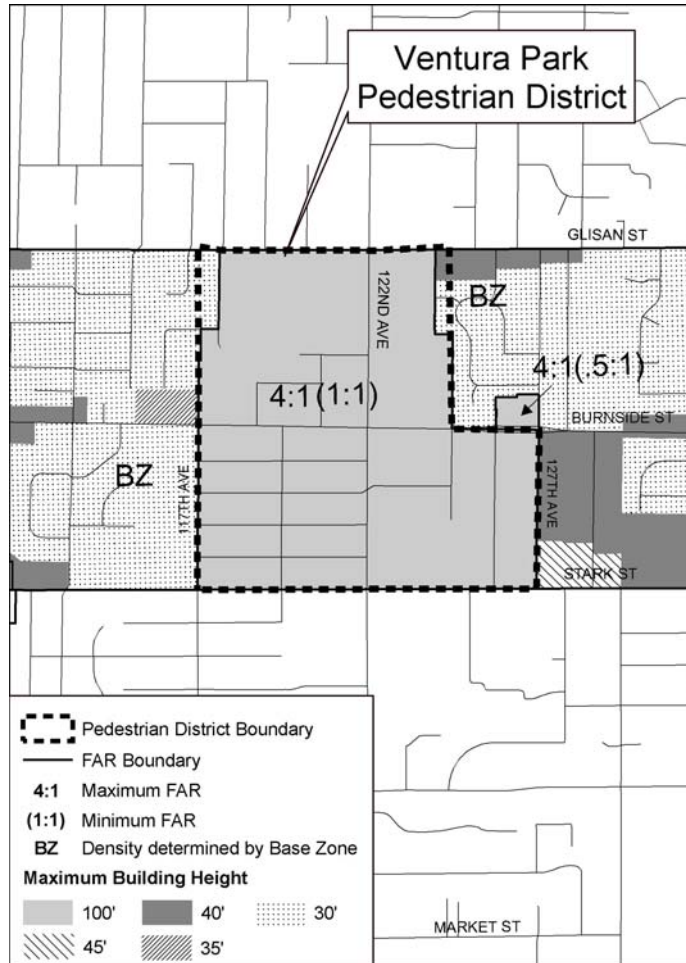 Ventura Park
Pedestrian District
GLISAN ST
122ND AVE
BZ
4:1(.5:1)
4:1 (1:1)
BURNSIDE ST
BZ
117TH AVE
127TH AVE
STARK ST
Pedestrian District Boundary
FAR Boundary
4:1 Maximum FAR
(1:1) Minimum FAR
BZ Density determined by Base Zone
Maximum Building Height
100' 40' 30'
45' 35'
MARKET ST